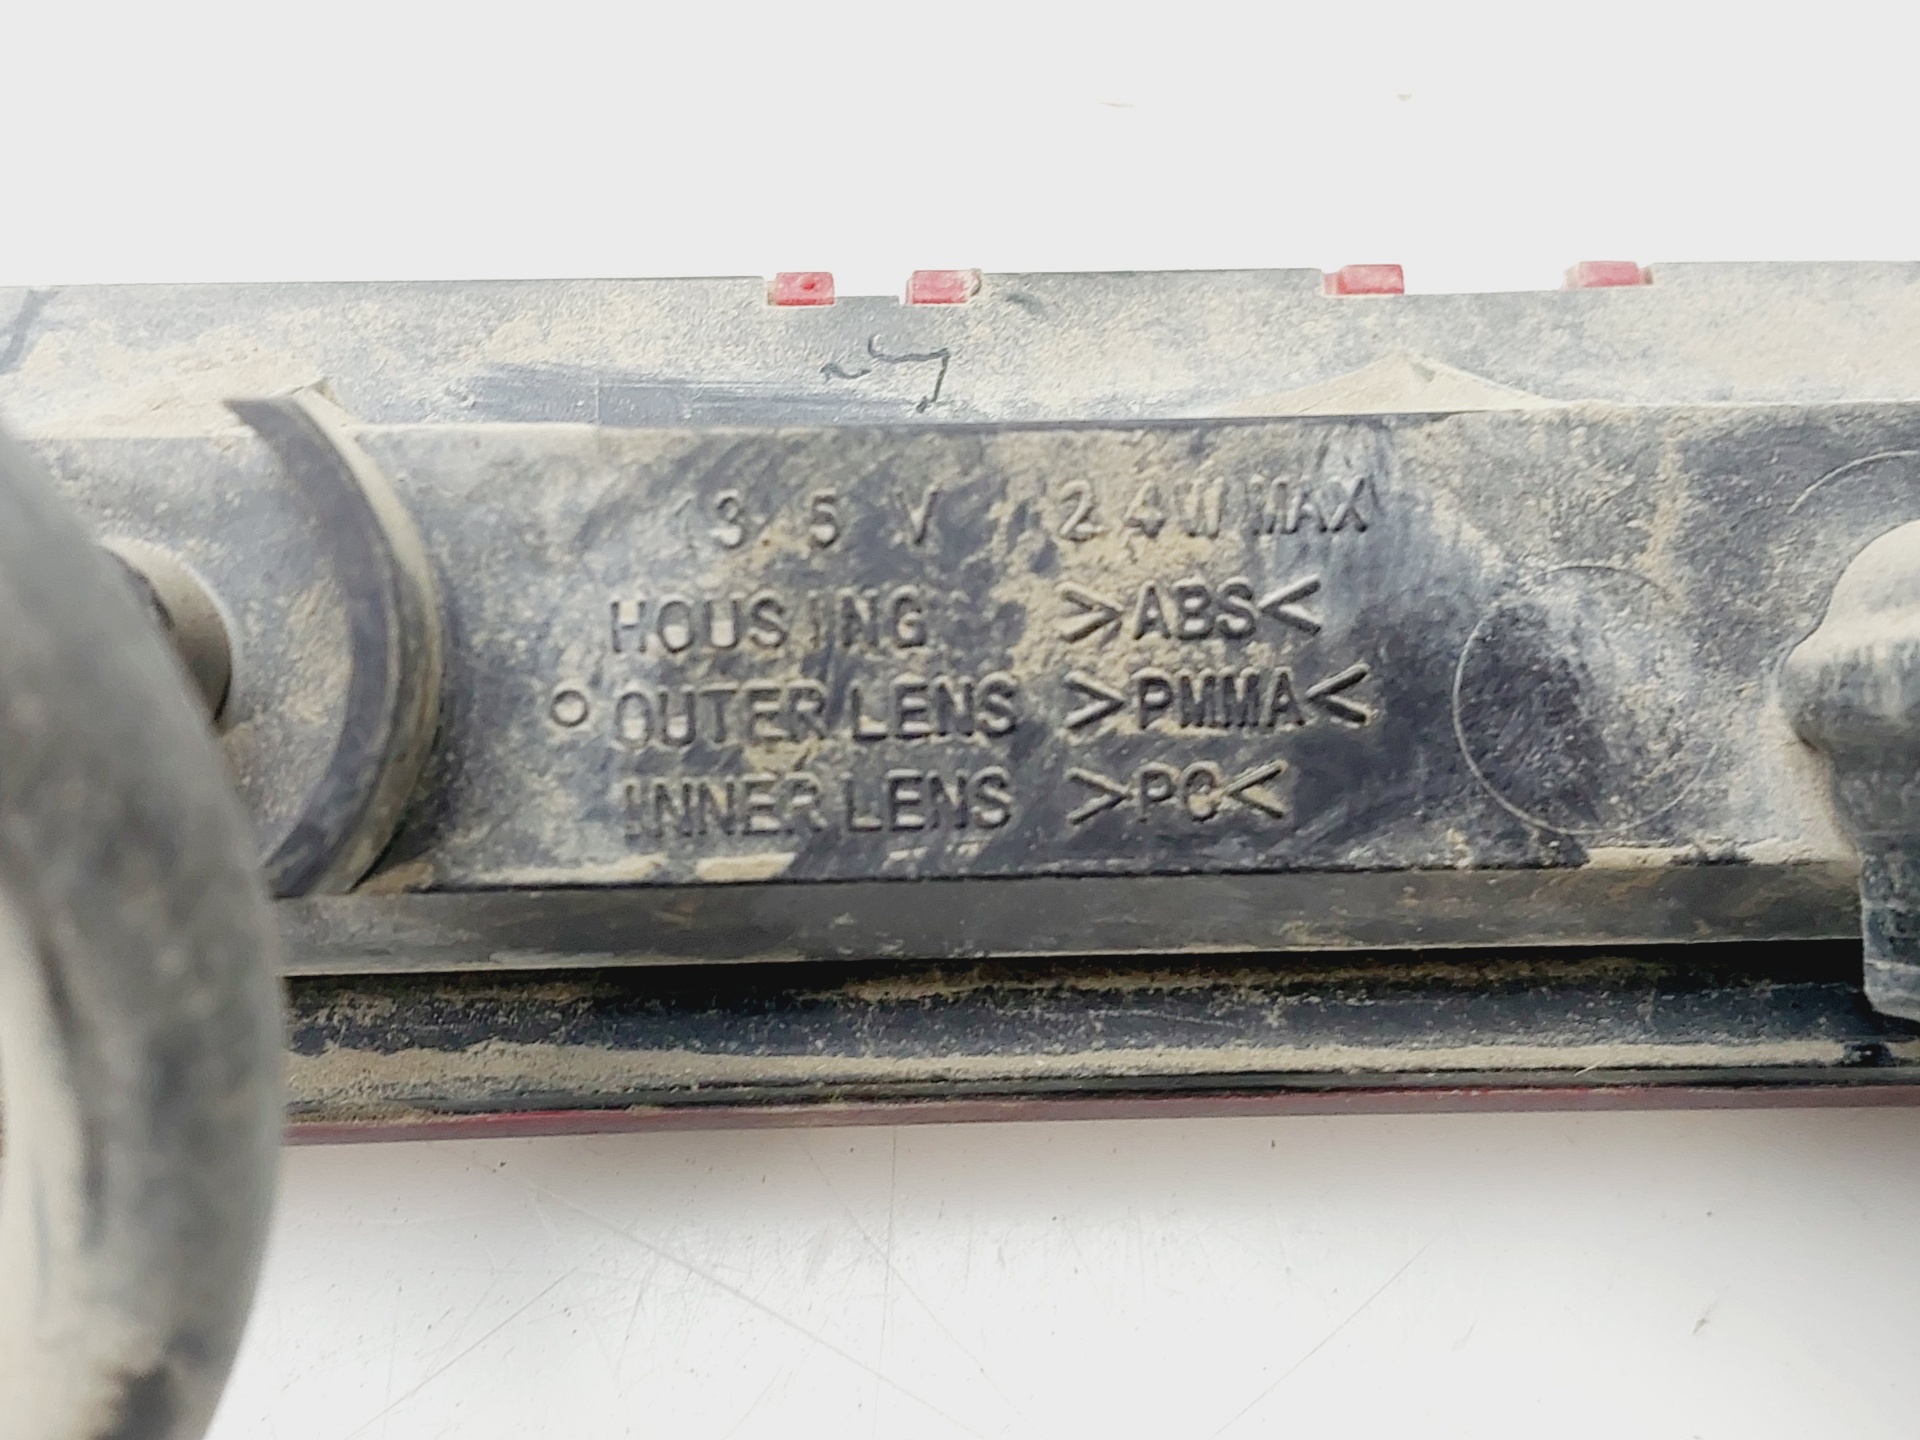 13.5 V 2.4W MAX
HOUSING >ABS<
OUTER LENS >PMMA<
INNER LENS >PC<